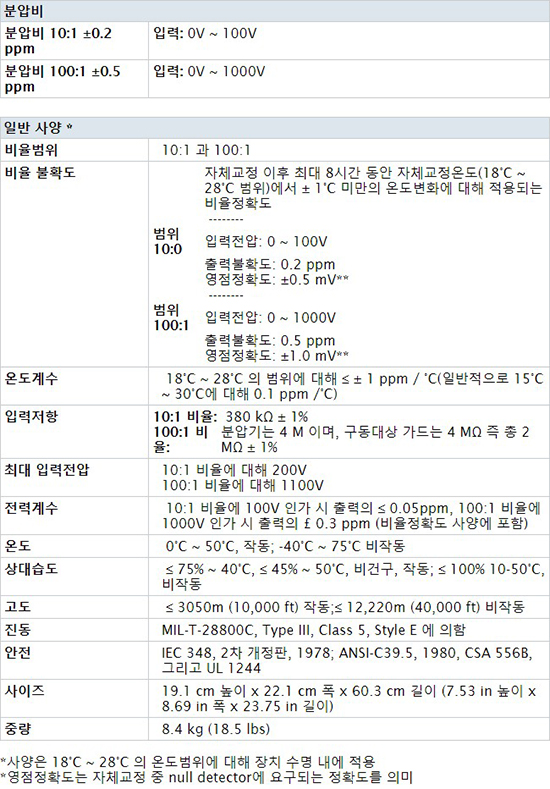 분압비
분압비 10:1 ±0.2
ppm
입력: 0V ~ 100V
분압비 100:1 ±0.5
ppm
입력: 0V ~ 1000V
일반 사양 *
비율범위
10:1 과 100:1
비율 불확도
자체교정 이후 최대 8시간 동안 자체교정온도(18˚C ~
28˚C 범위)에서 ± 1˚C 미만의 온도변화에 대해 적용되는
비율정확도
--------
범위
10:0
입력전압: 0 ~ 100V
출력불확도: 0.2 ppm
영점정확도: ±0.5 mV**
--------
범위
100:1
입력전압: 0 ~ 1000V
출력불확도: 0.5 ppm
영점정확도: ±1.0 mV**
온도계수
18˚C ~ 28˚C 의 범위에 대해 ≤ ± 1 ppm / ˚C(일반적으로 15˚C
~ 30˚C에 대해 0.1 ppm /˚C)
입력저항
10:1 비율: 380 kΩ ± 1%
100:1 비
율:
분압기는 4 M 이며, 구동대상 가드는 4 MΩ 즉 총 2
MΩ ± 1%
최대 입력전압
10:1 비율에 대해 200V
100:1 비율에 대해 1100V
전력계수
10:1 비율에 100V 인가 시 출력의 ≤ 0.05ppm, 100:1 비율에
1000V 인가 시 출력의 £ 0.3 ppm (비율정확도 사양에 포함)
온도
0˚C ~ 50˚C, 작동; -40˚C ~ 75˚C 비작동
상대습도
≤ 75% ~ 40˚C, ≤ 45% ~ 50˚C, 비건구, 작동; ≤ 100% 10-50˚C,
비작동
고도
≤ 3050m (10,000 ft) 작동;≤ 12,220m (40,000 ft) 비작동
진동
MIL-T-28800C, Type III, Class 5, Style E 에 의함
안전
IEC 348, 2차 개정판, 1978; ANSI-C39.5, 1980, CSA 556B,
그리고 UL 1244
사이즈
19.1 cm 높이 x 22.1 cm 폭 x 60.3 cm 길이 (7.53 in 높이 x
8.69 in 폭 x 23.75 in 길이)
중량
8.4 kg (18.5 lbs)
*사양은 18˚C ~ 28˚C 의 온도범위에 대해 장치 수명 내에 적용
*영점정확도는 자체교정 중 null detector에 요구되는 정확도를 의미